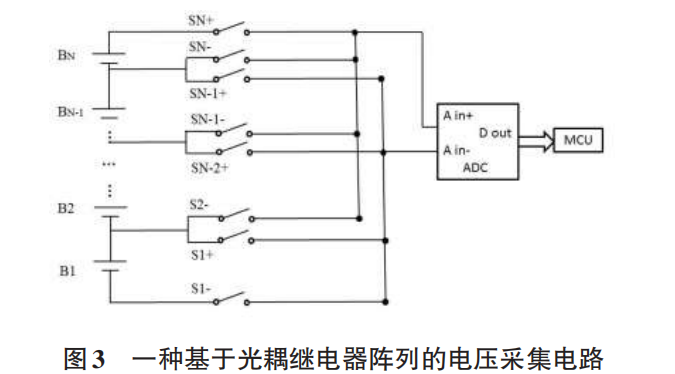 SN+
SN-
BN
SN-1+
BN-1
SN-1-
SN-2+
A in+
D out
MCU
A in-
ADC
...
B2
S2-
S1+
B1
S1-
图3 一种基于光耦继电器阵列的电压采集电路